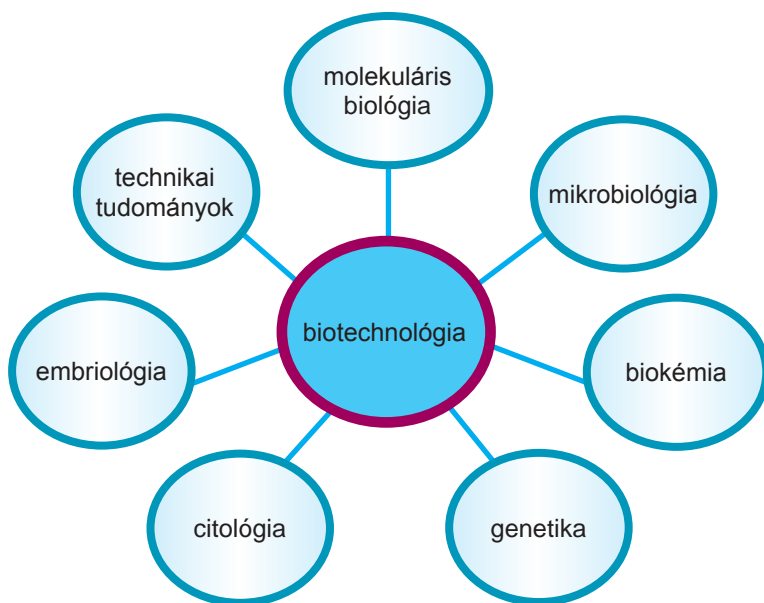 molekuláris
biológia
technikai
tudományok
mikrobiológia
biotechnológia
embriológia
biokémia
citológia
genetika